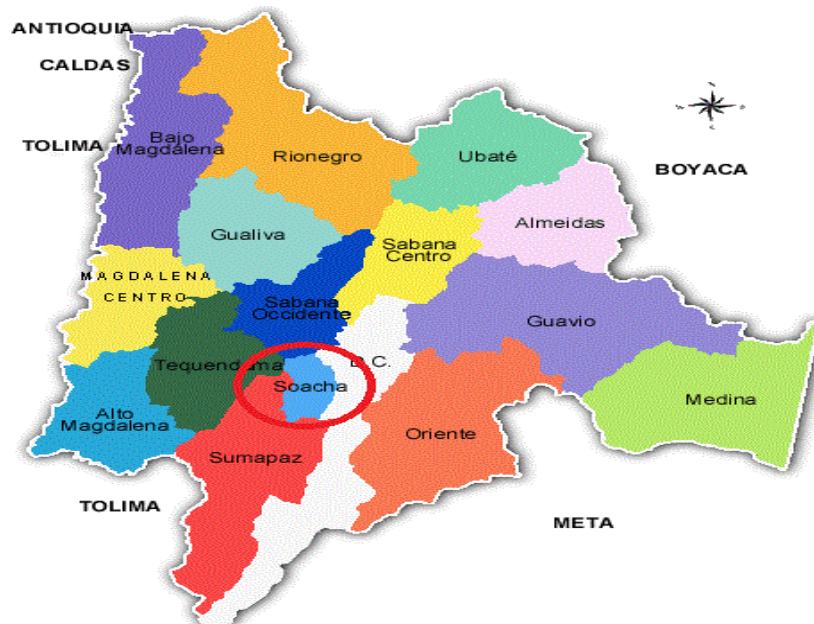 ANTIOQUIA
CALDAS
TOLIMA
Bajo
Magdalena
Rionegro
Ubaté
BOYACA
Gualiva
Almeidas
Sabana
Centro
MAGDALENA
CENTRO
Sabana
Occidente
Guavio
Tequendama
D.C.
Soacha
Medina
Alto
Magdalena
Oriente
Sumapaz
TOLIMA
META